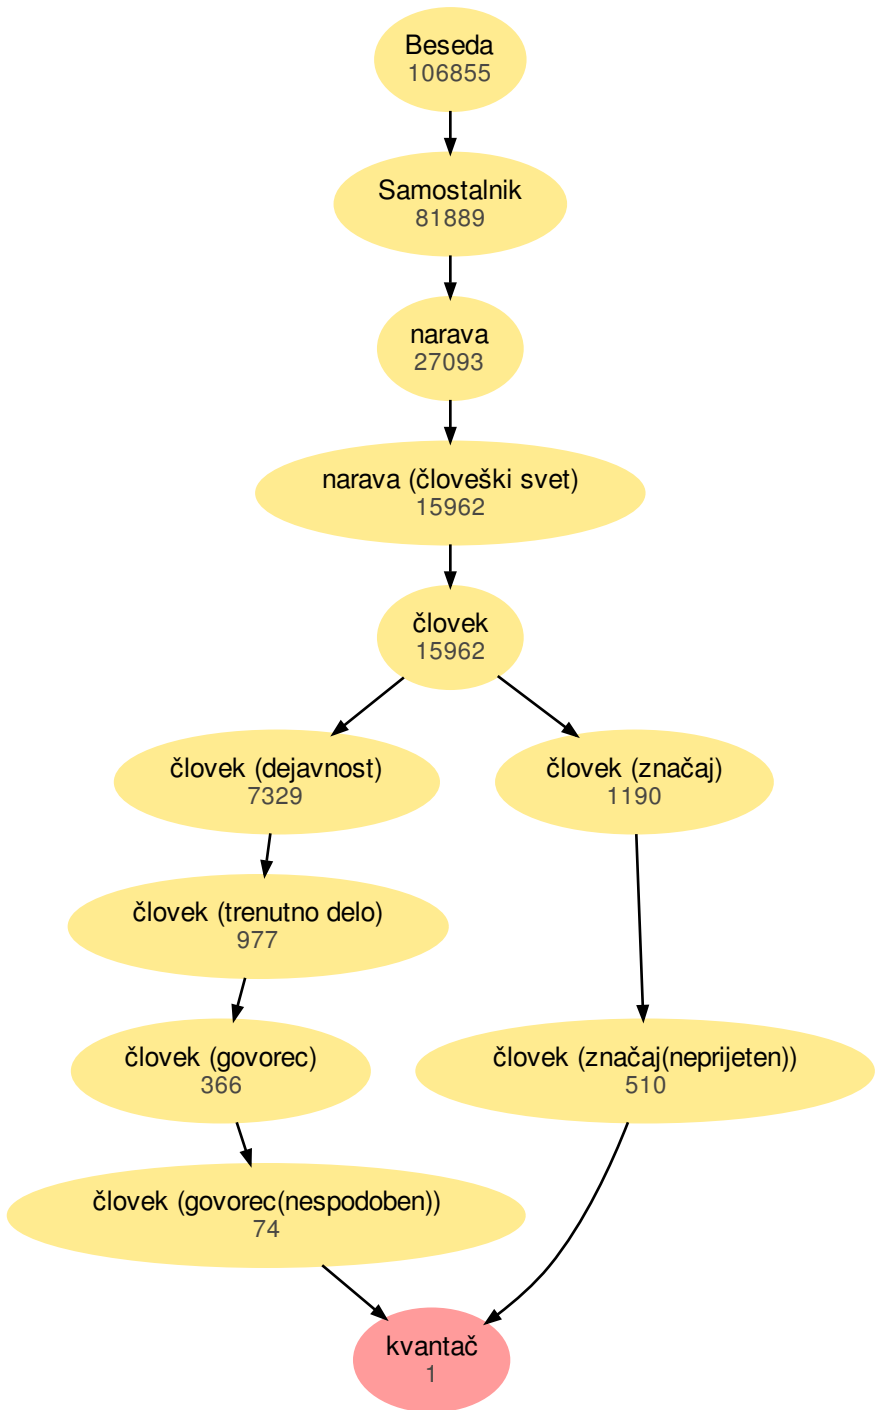 Beseda
106855
Samostalnik
81889
narava
27093
narava (človeški svet)
15962
človek
15962
človek (dejavnost)
7329
človek (značaj)
1190
človek (trenutno delo)
977
človek (govorec)
366
človek (značaj(neprijeten))
510
človek (govorec(nespodoben))
74
kvantač
1